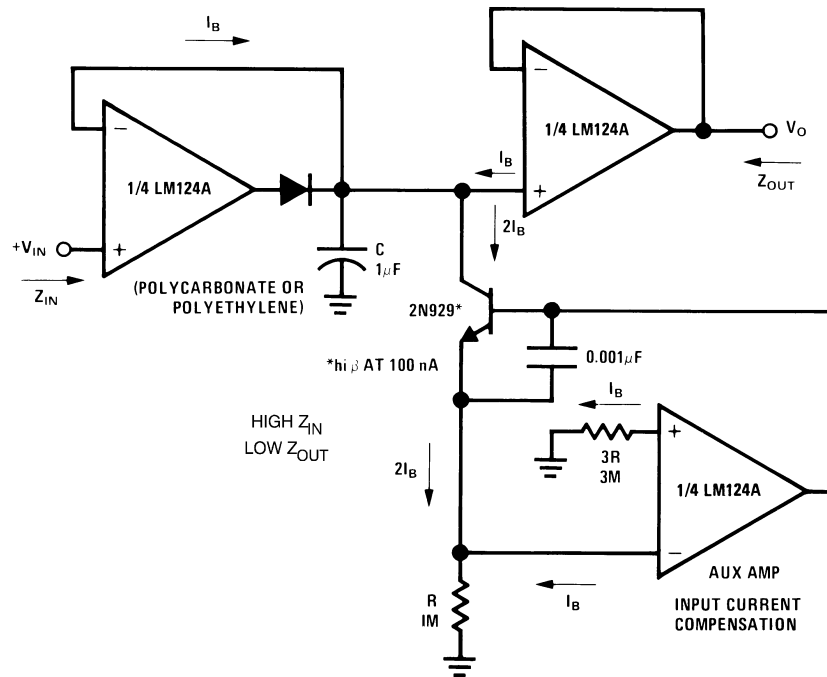 I_B
I_B
−
−
1/4 LM124A
1/4 LM124A
V_O
+
+
+V_IN
Z_IN
Z_OUT
2I_B
C
1μF
(POLYCARBONATE OR
POLYETHYLENE)
2N929*
*hi β AT 100 nA
0.001μF
HIGH Z_IN
LOW Z_OUT
I_B
3R
3M
+
1/4 LM124A
−
2I_B
I_B
R
1M
AUX AMP
INPUT CURRENT
COMPENSATION